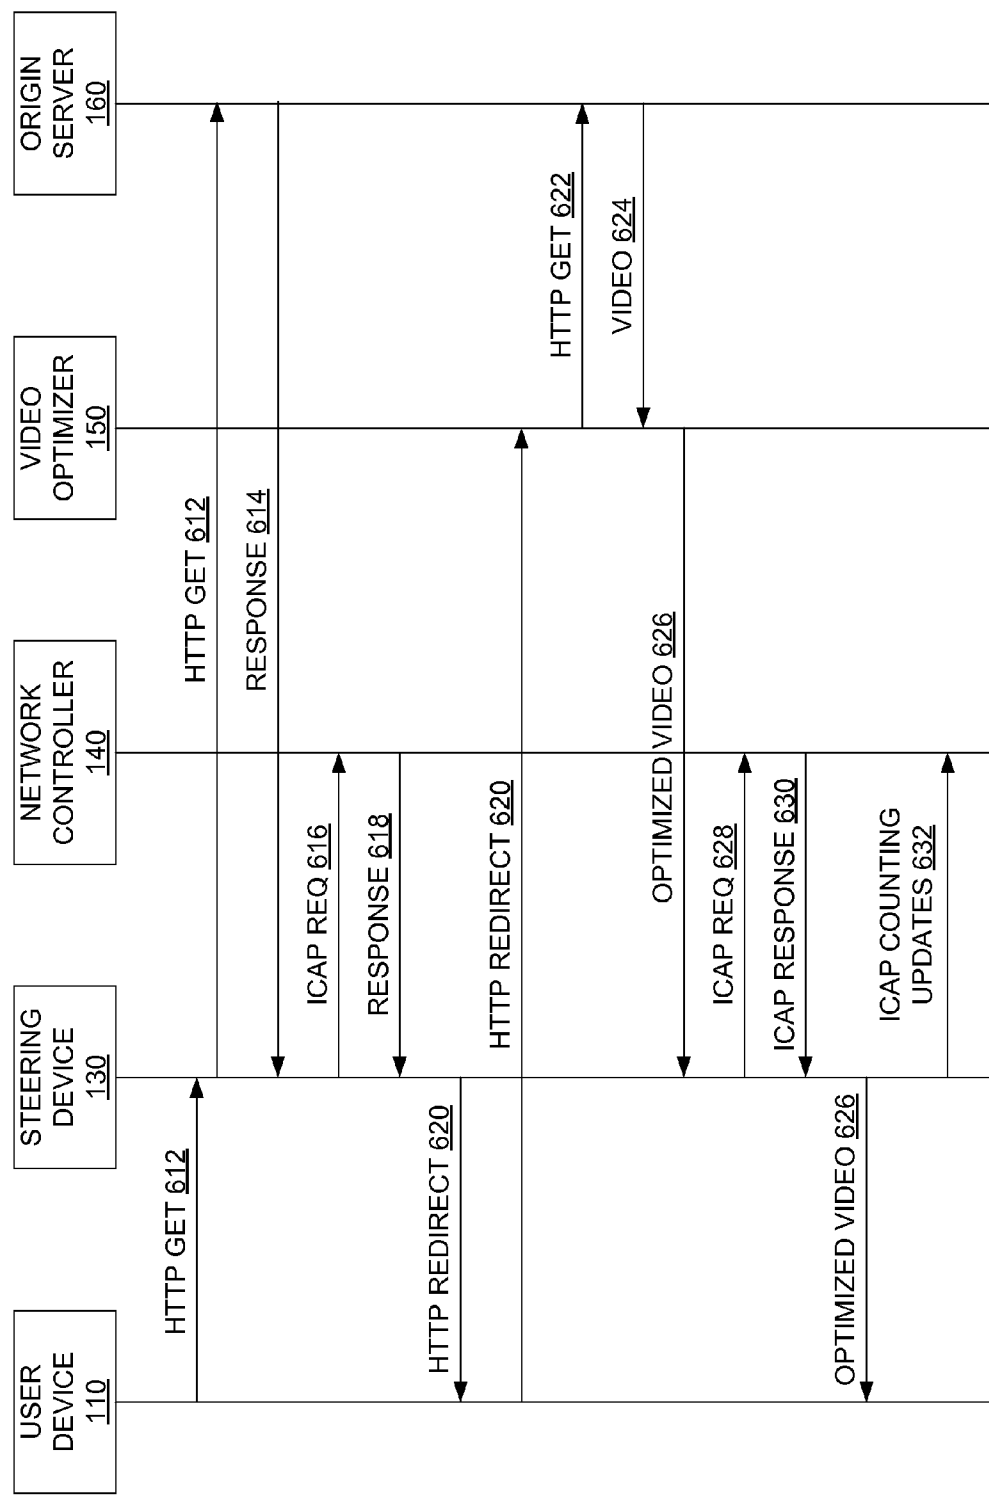 USER
DEVICE
110
STEERING
DEVICE
130
NETWORK
CONTROLLER
140
VIDEO
OPTIMIZER
150
ORIGIN
SERVER
160
HTTP GET 612
HTTP GET 612
RESPONSE 614
ICAP REQ 616
RESPONSE 618
HTTP REDIRECT 620
HTTP REDIRECT 620
HTTP GET 622
VIDEO 624
OPTIMIZED VIDEO 626
ICAP REQ 628
ICAP RESPONSE 630
OPTIMIZED VIDEO 626
ICAP COUNTING
UPDATES 632